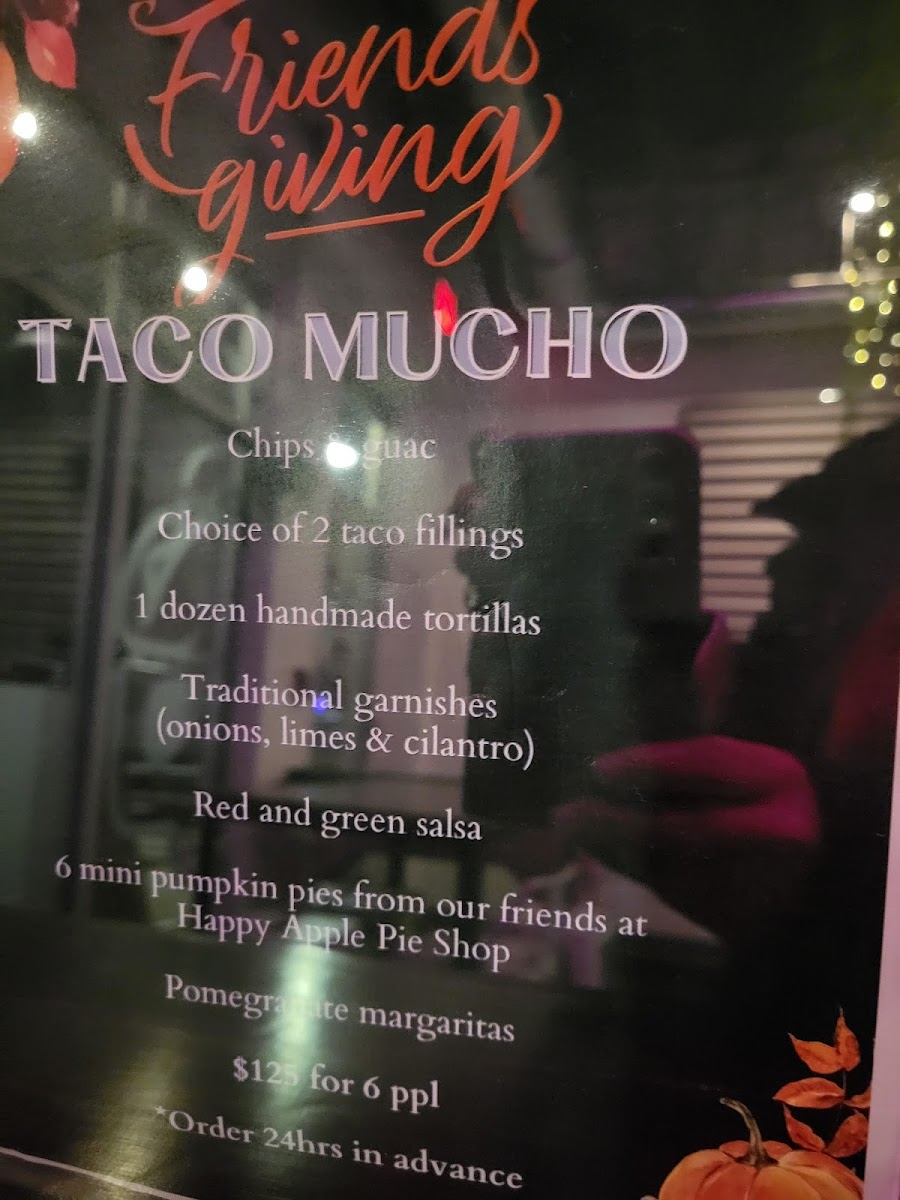 Friends
giving
TACO MUCHO
Chips & guac
Choice of 2 taco fillings
1 dozen handmade tortillas
Traditional garnishes
(onions, limes & cilantro)
Red and green salsa
6 mini pumpkin pies from our friends at
Happy Apple Pie Shop
Pomegranate margaritas
$125 for 6 ppl
*Order 24hrs in advance